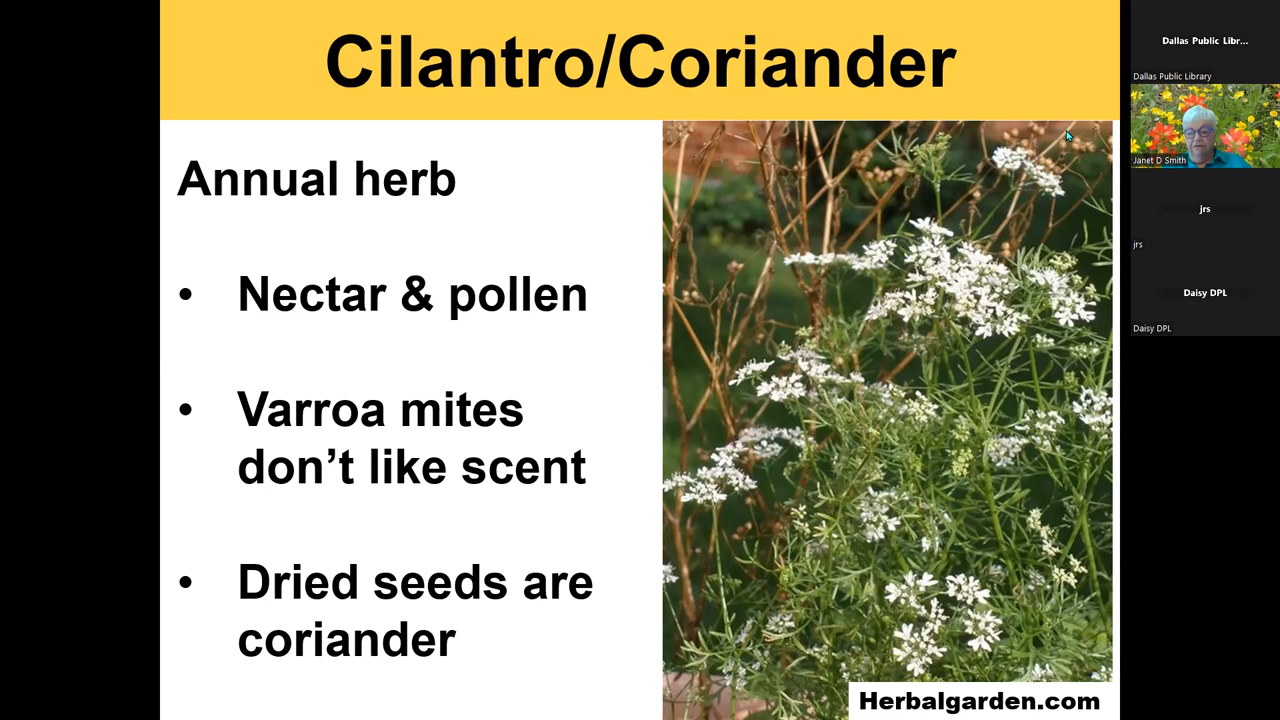 Cilantro/Coriander
Annual herb
• Nectar & pollen
• Varroa mites
don’t like scent
• Dried seeds are
coriander
Herbalgarden.com
Dallas Public Libr...
Dallas Public Library
Janet D Smith
jrs
jrs
Daisy DPL
Daisy DPL